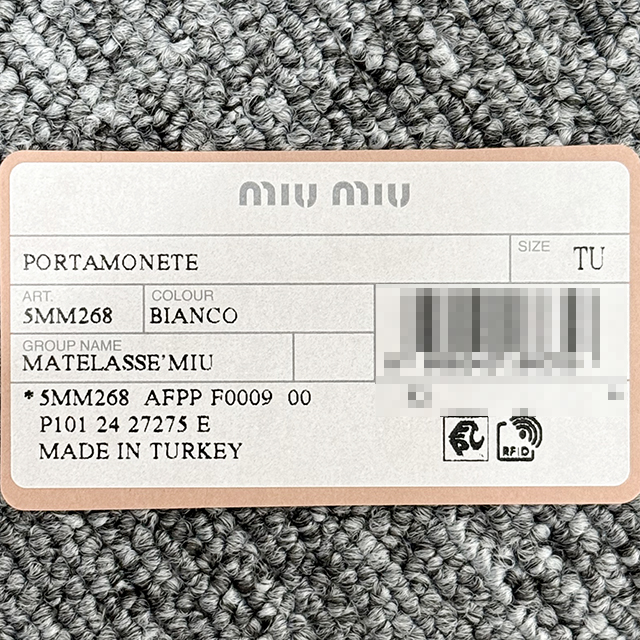 miu miu
PORTAMONETE
SIZE TU
ART. COLOUR
5MM268 BIANCO
GROUP NAME
MATELASSE'MIU
*5MM268 AFPP F0009 00
P101 24 27275 E
MADE IN TURKEY
RFID